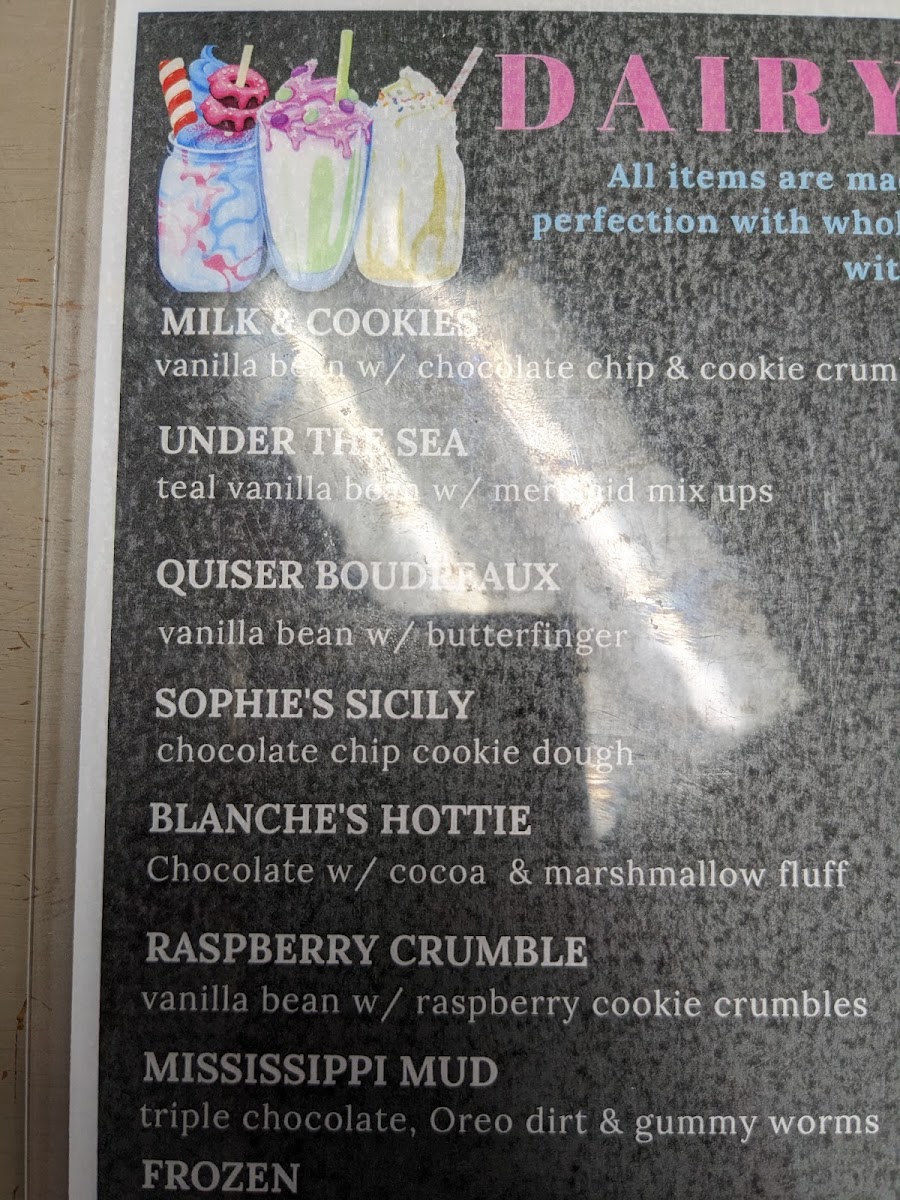 DAIRY
All items are ma
perfection with whol
wit
MILK & COOKIES
vanilla bean w/ chocolate chip & cookie crum
UNDER THE SEA
teal vanilla bean w/ mermaid mix ups
QUISER BOUDREAUX
vanilla bean w/ butterfinger
SOPHIE'S SICILY
chocolate chip cookie dough
BLANCHE'S HOTTIE
Chocolate w/ cocoa & marshmallow fluff
RASPBERRY CRUMBLE
vanilla bean w/ raspberry cookie crumbles
MISSISSIPPI MUD
triple chocolate, Oreo dirt & gummy worms
FROZEN